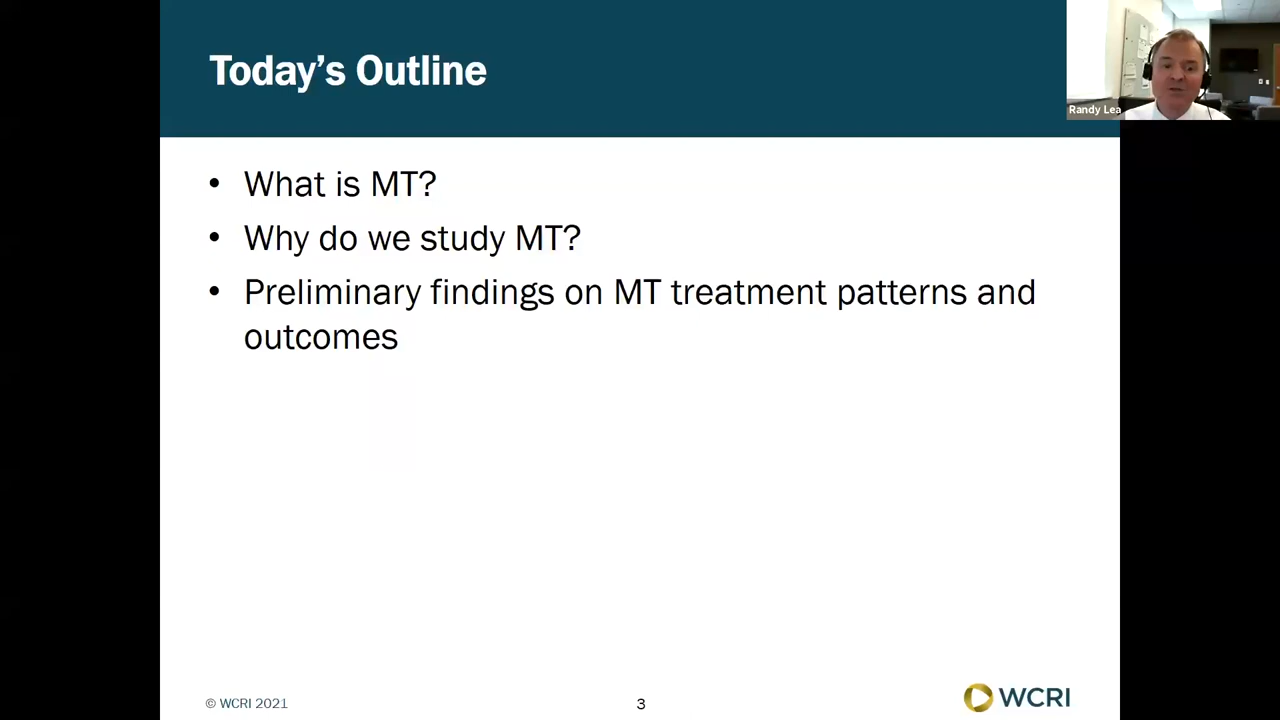 Today's Outline
Randy Lea
• What is MT?
• Why do we study MT?
• Preliminary findings on MT treatment patterns and
outcomes
© WCRI 2021
3
WCRI